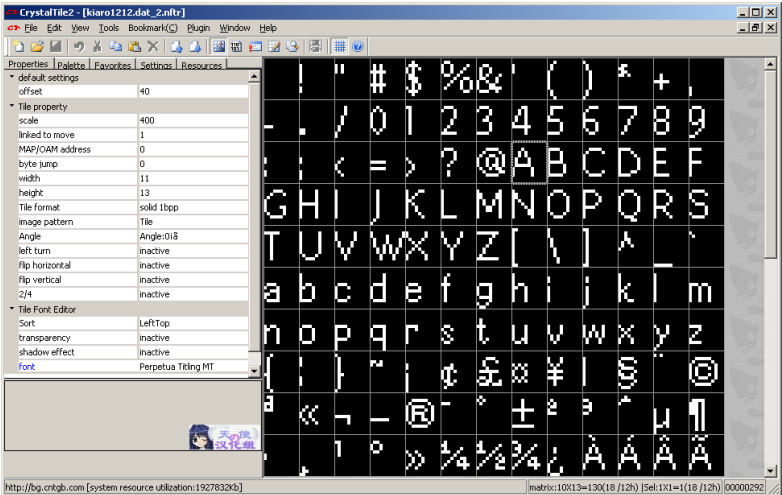 CrystalTile2 - [kiaro1212.dat_2.nftr]
File Edit View Tools Bookmark(C) Plugin Window Help
Properties Palette Favorites Settings Resources
default settings
offset 40
Tile property
scale 400
linked to move 1
MAP/OAM address 0
byte jump 0
width 11
height 13
Tile format solid 1bpp
image pattern Tile
Angle Angle:0ìã
left turn inactive
flip horizontal inactive
flip vertical inactive
2/4 inactive
Tile Font Editor
Sort LeftTop
transparency inactive
shadow effect inactive
font Perpetua Titling MT
! " # $ % & ' ( ) * + ,
- . / 0 1 2 3 4 5 6 7 8 9
: ; < = > ? @ A B C D E F
G H I J K L M N O P Q R S
T U V W X Y Z [ \ ] ^ _ `
a b c d e f g h i j k l m
n o p q r s t u v w x y z
{ | } ~ ¡ ¢ £ ¤ ¥ ¦ § ¨ ©
ª « ¬ ­— ® ¯ ° ± ² ³ ´ µ ¶
¸ ¹ º » ¼ ½ ¾ ¿ À Á Â Ã
天使の
汉化组
http://bg.cntgb.com [system resource utilization:1927832Kb]
matrix:10X13=130(18 /12h) |Sel:1X1=1(18 /12h) 00000292